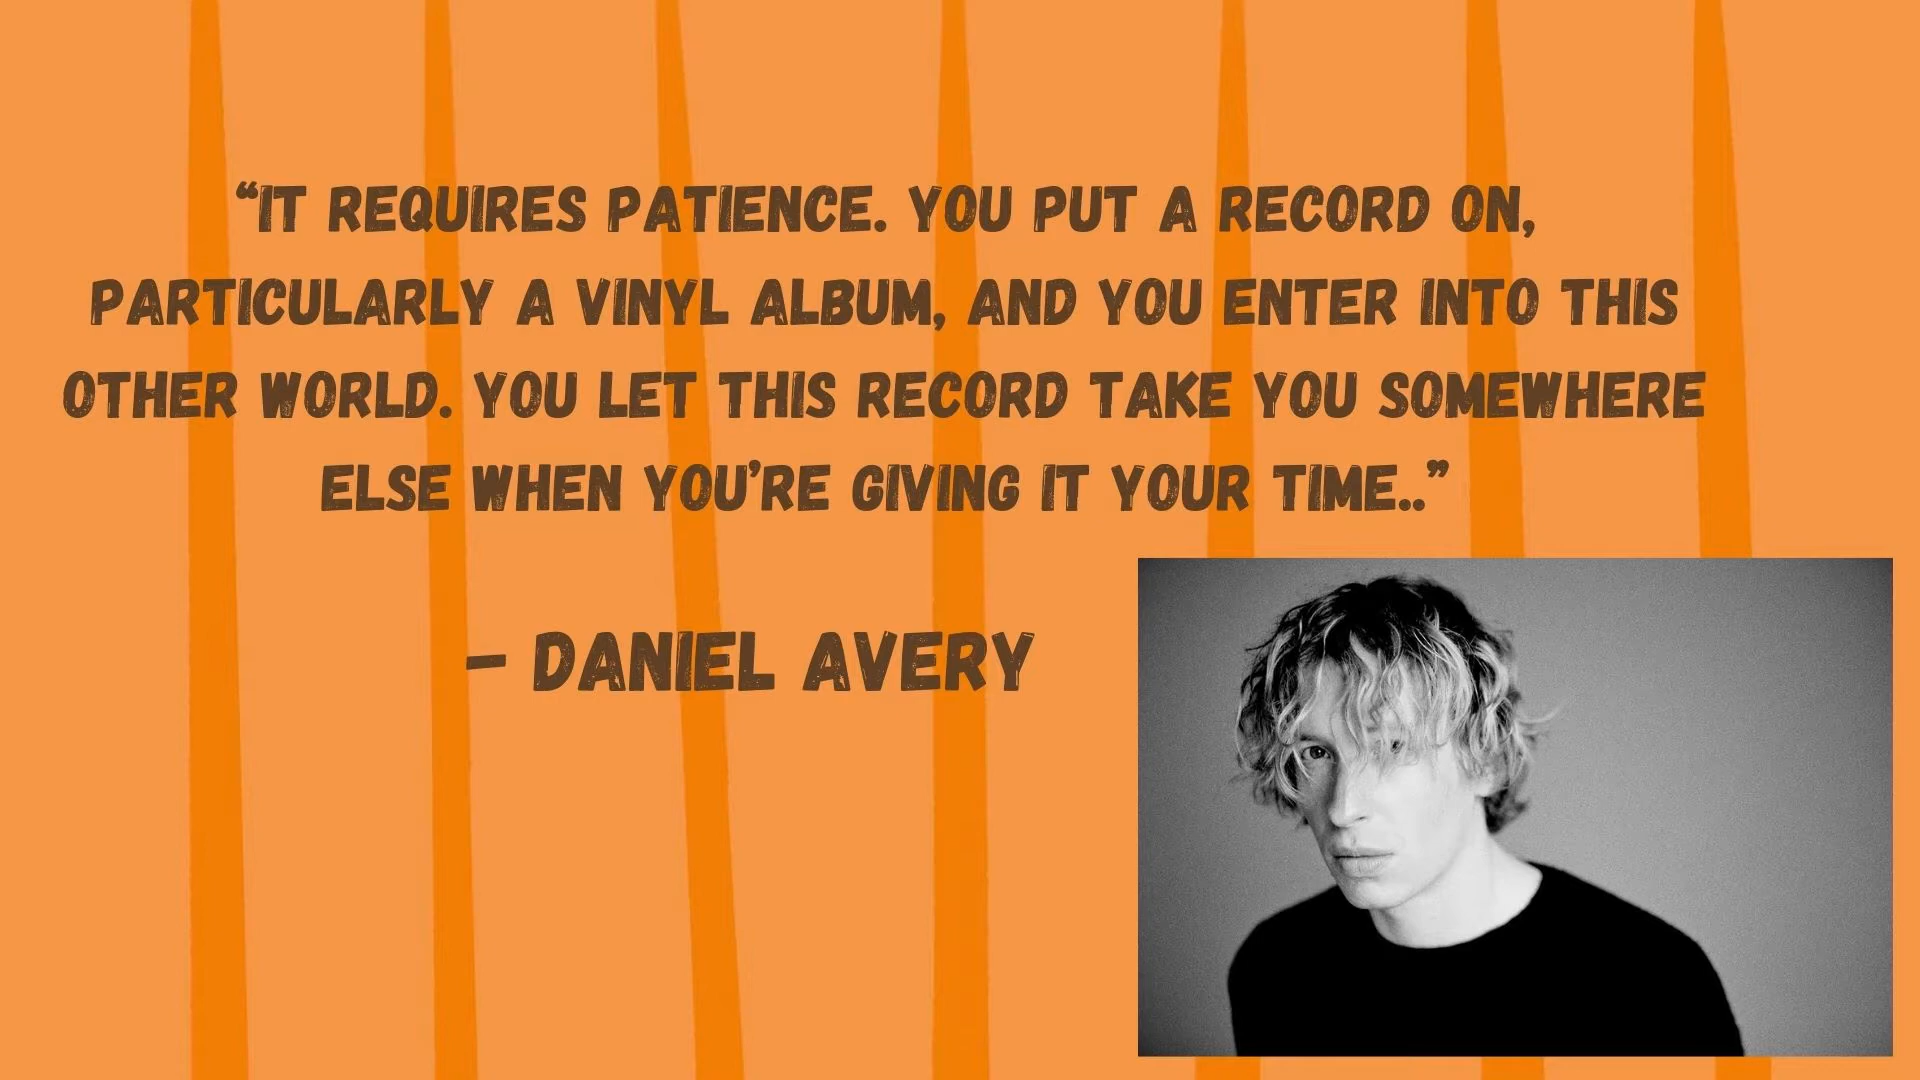 “IT REQUIRES PATIENCE. YOU PUT A RECORD ON,
PARTICULARLY A VINYL ALBUM, AND YOU ENTER INTO THIS
OTHER WORLD. YOU LET THIS RECORD TAKE YOU SOMEWHERE
ELSE WHEN YOU’RE GIVING IT YOUR TIME..”
– DANIEL AVERY